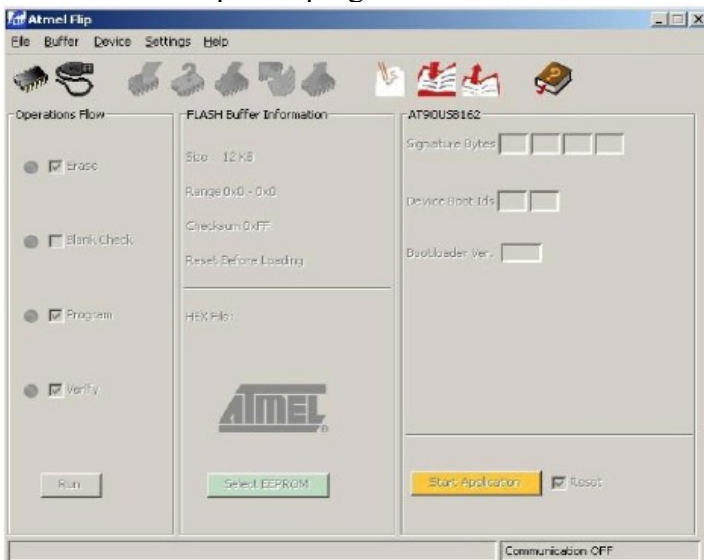 Atmel Flip
File Buffer Device Settings Help
Operations Flow
Erase
Blank Check
Program
Verify
Run
FLASH Buffer Information
Size : 12 KB
Range 0x0 - 0x0
Checksum 0xFF
Reset Before Loading
HEX File:
ATMEL
®
Select EEPROM
AT90USB162
Signature Bytes
Device Boot Ids
Bootloader Ver.
Start Application
Reset
Communication OFF